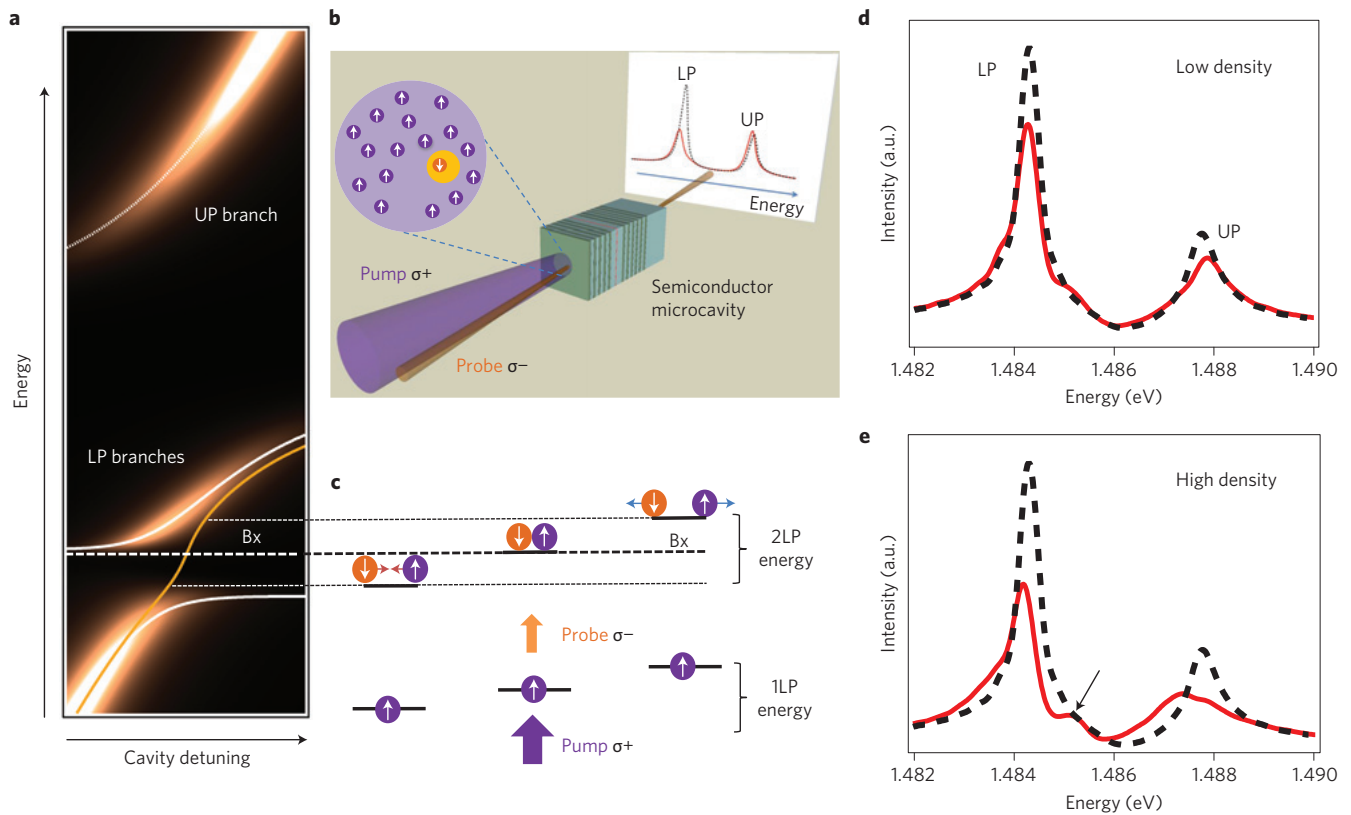 a
Energy
UP branch
LP branches
Bx
Cavity detuning
b
LP
UP
Energy
Pump σ+
Probe σ−
Semiconductor
microcavity
c
Bx
2LP
energy
Probe σ−
1LP
energy
Pump σ+
d
LP
Low density
UP
Intensity (a.u.)
1.482 1.484 1.486 1.488 1.490
Energy (eV)
e
High density
Intensity (a.u.)
1.482 1.484 1.486 1.488 1.490
Energy (eV)